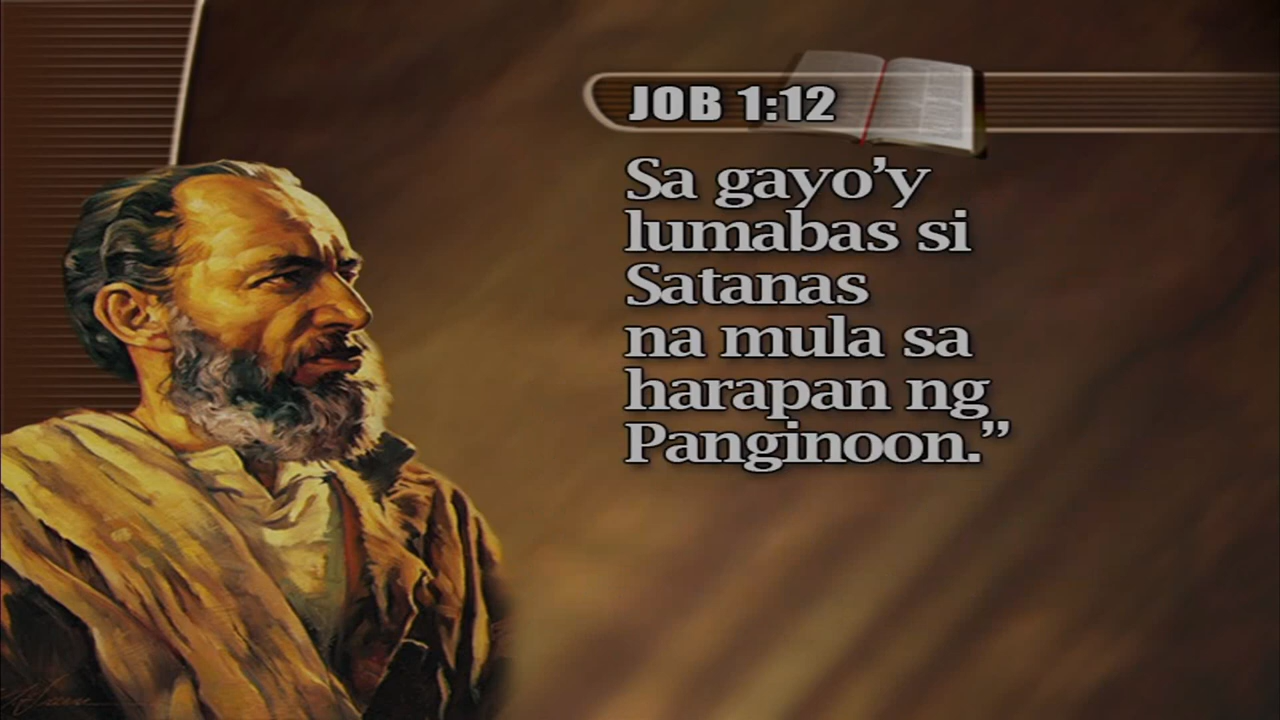 JOB 1:12
Sa gayo’y
lumabas si
Satanas
na mula sa
harapan ng
Panginoon.”